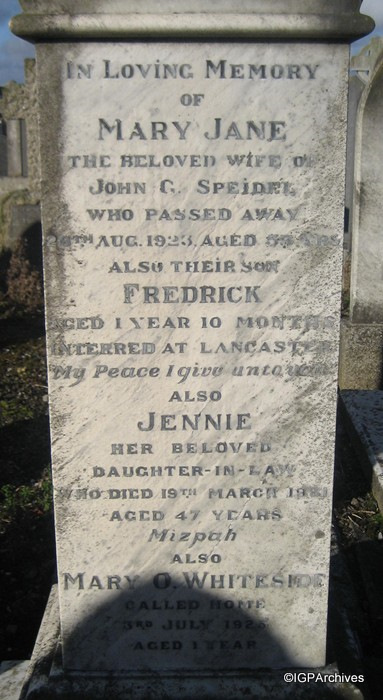 In Loving Memory
of
Mary Jane
the beloved wife of
John G. Speidel
who passed away
Aug. 1923, aged
also their son
Fredrick
aged 1 year 10 months
interred at Lancaster
My Peace I give unto you
also
Jennie
her beloved
daughter-in-law
who died 19th March
aged 47 years
Mizpah
also
Mary O. Whiteside
called home
3rd July 1925
aged 1 year
©IGPArchives